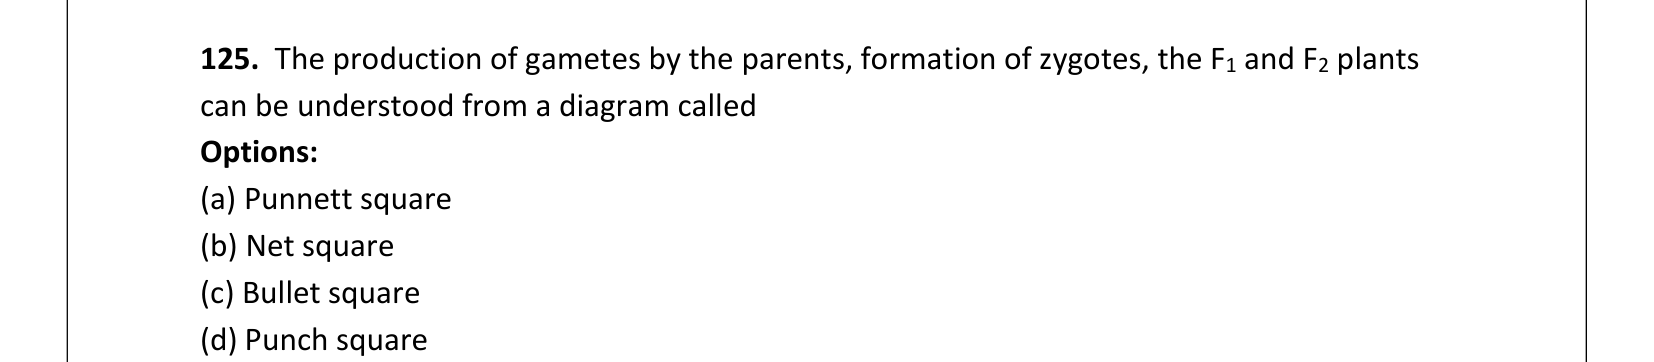 125. The production of gametes by the parents, formation of zygotes, the F₁ and F₂ plants
can be understood from a diagram called
Options:
(a) Punnett square
(b) Net square
(c) Bullet square
(d) Punch square